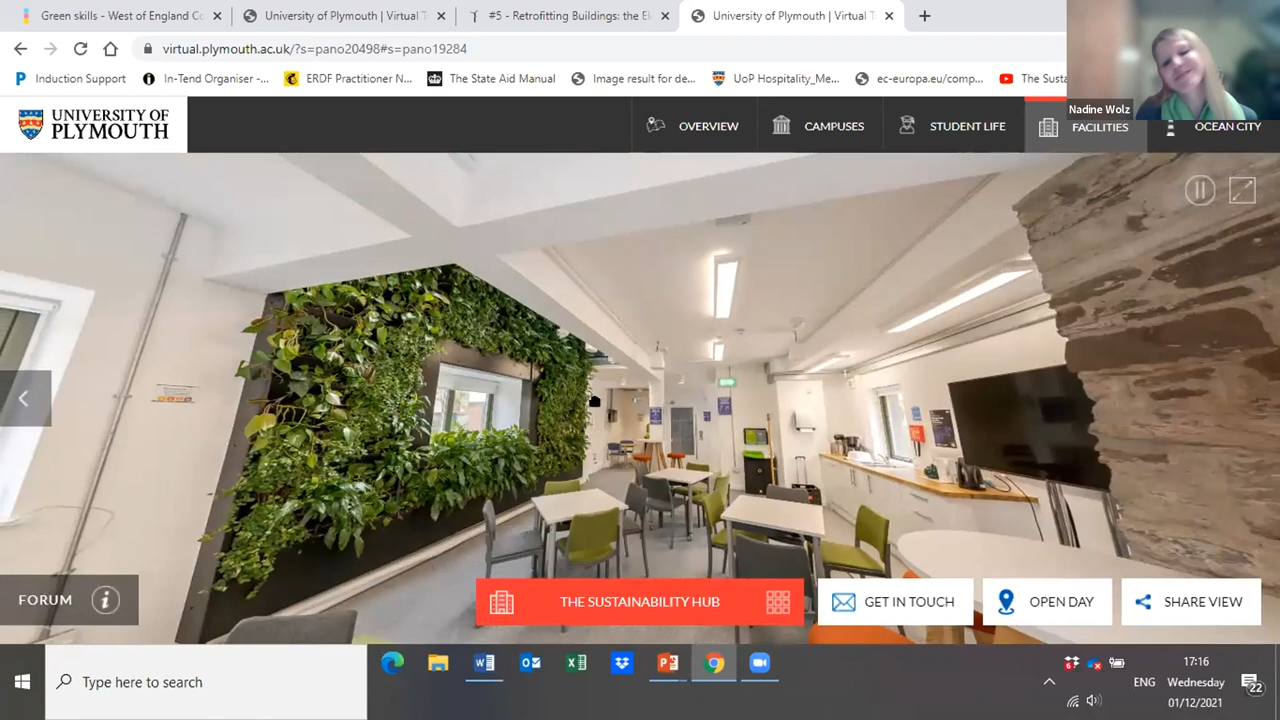 Green skills - West of England Co
University of Plymouth | Virtual T
#5 - Retrofitting Buildings: the El
University of Plymouth | Virtual T
virtual.plymouth.ac.uk/?s=pano20498#s=pano19284
Induction Support
In-Tend Organiser -...
ERDF Practitioner N...
The State Aid Manual
Image result for de...
UoP Hospitality_Me...
ec-europa.eu/comp...
The Susta
Nadine Wolz
UNIVERSITY OF
PLYMOUTH
OVERVIEW
CAMPUSES
STUDENT LIFE
FACILITIES
OCEAN CITY
FORUM
THE SUSTAINABILITY HUB
GET IN TOUCH
OPEN DAY
SHARE VIEW
Type here to search
ENG
17:16
Wednesday
01/12/2021
22